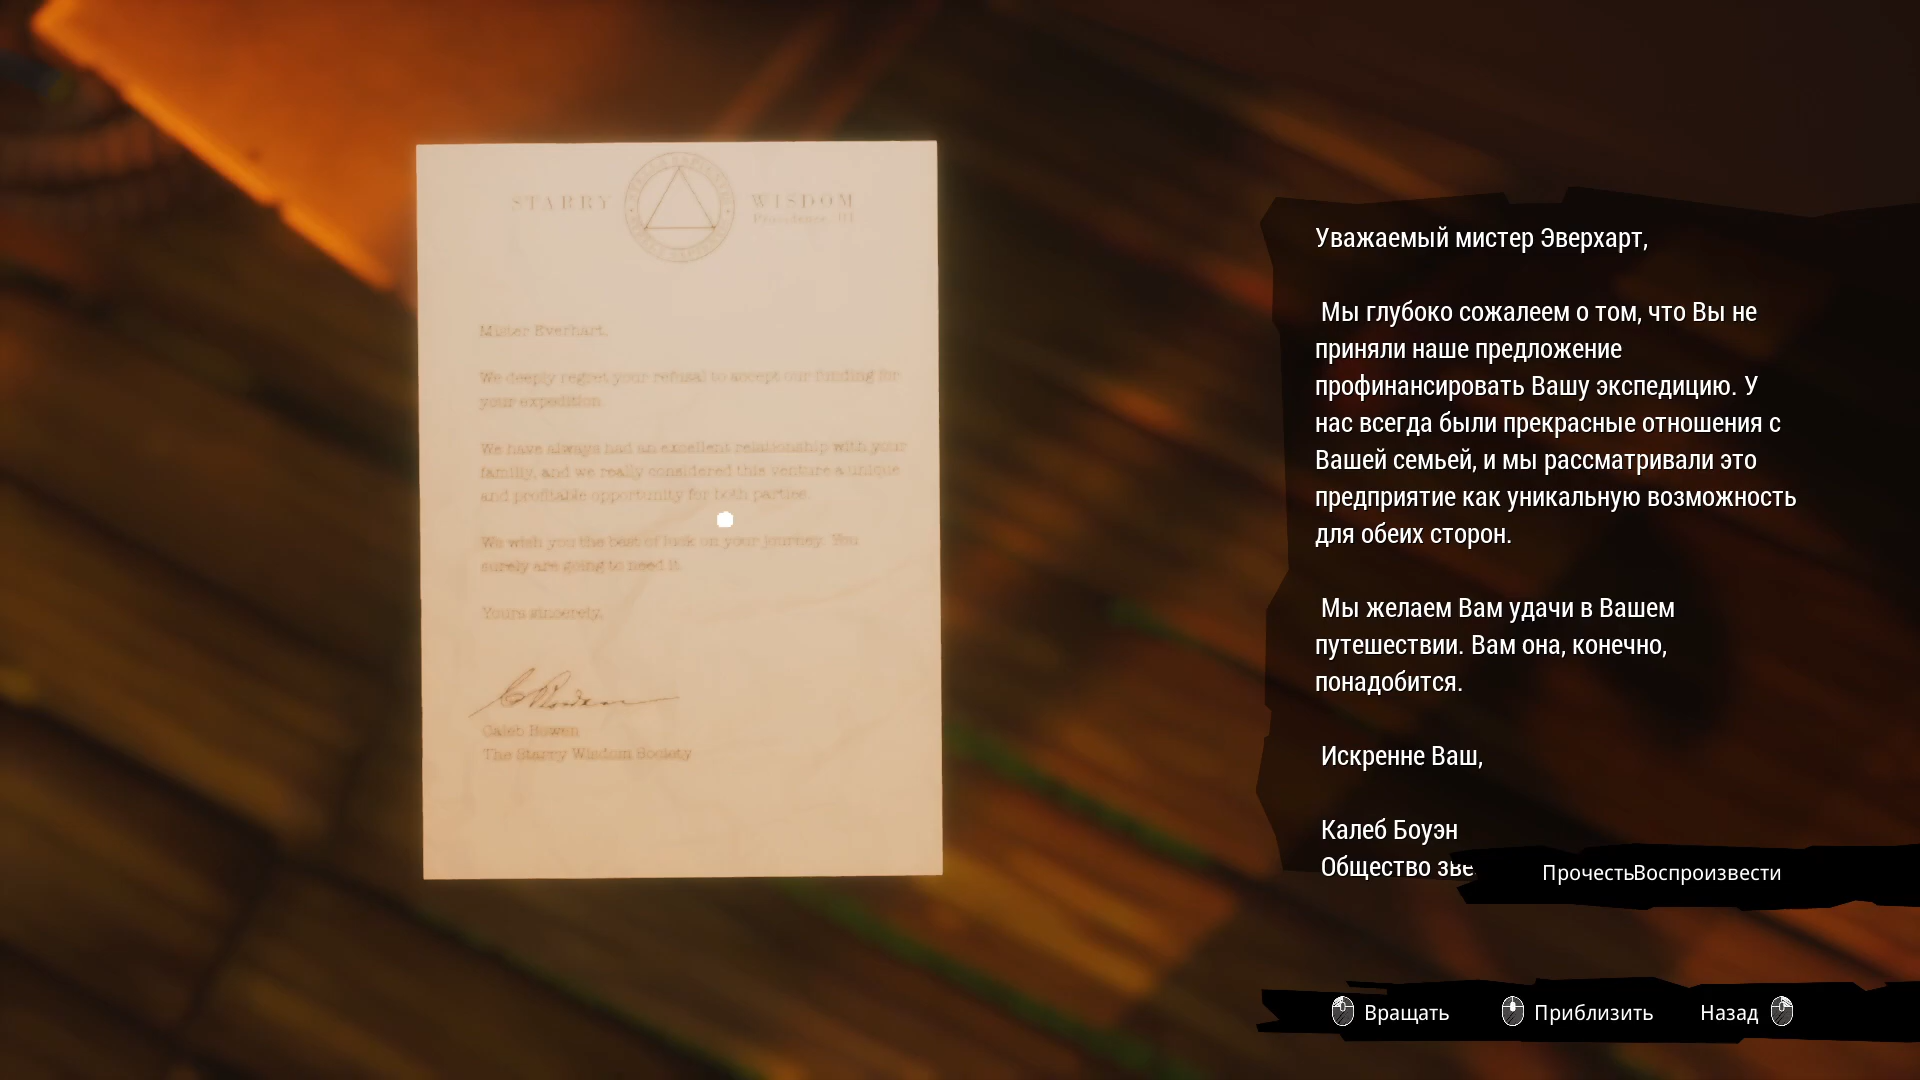 STARRY WISDOM
Providence, RI
Mister Everhart,
We deeply regret your refusal to accept our funding for
your expedition.
We have always had an excellent relationship with your
family, and we really considered this venture a unique
and profitable opportunity for both parties.
We wish you the best of luck on your journey. You
surely are going to need it.
Yours sincerely,
Caleb Bowen
The Starry Wisdom Society
Уважаемый мистер Эверхарт,
Мы глубоко сожалеем о том, что Вы не
приняли наше предложение
профинансировать Вашу экспедицию. У
нас всегда были прекрасные отношения с
Вашей семьей, и мы рассматривали это
предприятие как уникальную возможность
для обеих сторон.
Мы желаем Вам удачи в Вашем
путешествии. Вам она, конечно,
понадобится.
Искренне Ваш,
Калеб Боуэн
Общество зве
ПрочестьВоспроизвести
Вращать Приблизить Назад